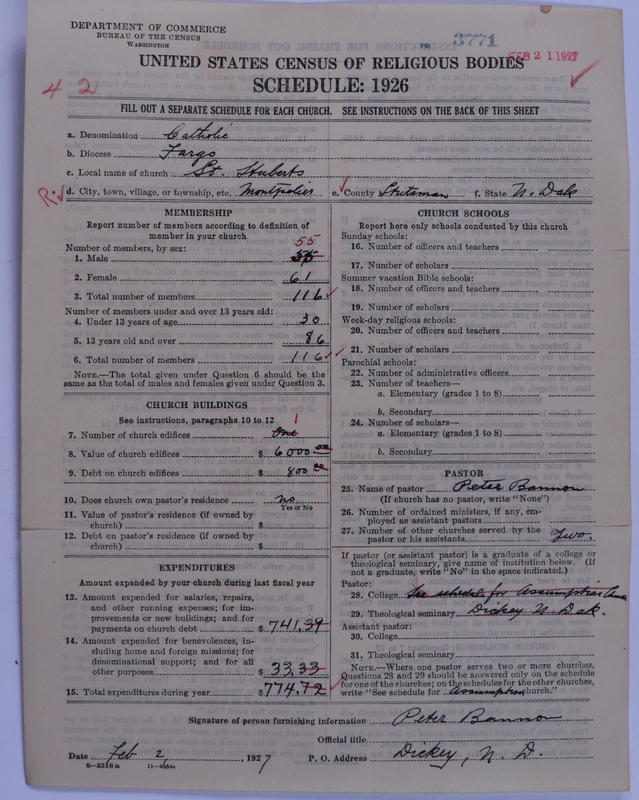 DEPARTMENT OF COMMERCE
BUREAU OF THE CENSUS
WASHINGTON
3771
FEB 21 1927
UNITED STATES CENSUS OF RELIGIOUS BODIES
SCHEDULE: 1926
4 2
FILL OUT A SEPARATE SCHEDULE FOR EACH CHURCH. SEE INSTRUCTIONS ON THE BACK OF THIS SHEET
a. Denomination Catholic
b. Diocese Fargo
c. Local name of church St. Huberts
R. d. City, town, village, or township, etc. Montpelier e. County Stutsman f. State N. Dak
MEMBERSHIP
Report number of members according to definition of
member in your church
Number of members, by sex: 55
1. Male 55
2. Female 61
3. Total number of members 116
Number of members under and over 13 years old:
4. Under 13 years of age 30
5. 13 years old and over 86
6. Total number of members 116
NOTE.—The total given under Question 6 should be the
same as the total of males and females given under Question 3.
CHURCH BUILDINGS
See instructions, paragraphs 10 to 12 1
7. Number of church edifices One
8. Value of church edifices $ 6,000 00
9. Debt on church edifices $ 800 00
10. Does church own pastor's residence? no
Yes or No
11. Value of pastor's residence (if owned by
church) $
12. Debt on pastor's residence (if owned by
church) $
EXPENDITURES
Amount expended by your church during last fiscal year
13. Amount expended for salaries, repairs,
and other running expenses; for im-
provements or new buildings; and for
payments on church debt $ 741,39
14. Amount expended for benevolences, in-
cluding home and foreign missions; for
denominational support; and for all
other purposes $ 33,33
15. Total expenditures during year $ 774.72
CHURCH SCHOOLS
Report here only schools conducted by this church
Sunday schools:
16. Number of officers and teachers
17. Number of scholars
Summer vacation Bible schools:
18. Number of officers and teachers
19. Number of scholars
Week-day religious schools:
20. Number of officers and teachers
21. Number of scholars
Parochial schools:
22. Number of administrative officers
23. Number of teachers—
a. Elementary (grades 1 to 8)
b. Secondary
24. Number of scholars—
a. Elementary (grades 1 to 8)
b. Secondary
PASTOR
25. Name of pastor Peter Bannon
(If church has no pastor, write "None")
26. Number of ordained ministers, if any, em-
ployed as assistant pastors
27. Number of other churches served by the
pastor or his assistants Two.
If pastor (or assistant pastor) is a graduate of a college or
theological seminary, give name of institution below. (If
not a graduate, write "No" in the space indicated.)
Pastor:
28. College See schedule for Assumption
29. Theological seminary Dickey N. Dak.
Assistant pastor:
30. College
31. Theological seminary
NOTE.—Where one pastor serves two or more churches,
Questions 28 and 29 should be answered only on the schedule
for one of the churches; on the schedules for the other churches,
write "See schedule for Assumption church."
Signature of person furnishing information Peter Bannon
Official title
Date Feb 2, 1927 P. O. Address Dickey, N. D.
8—5518 a